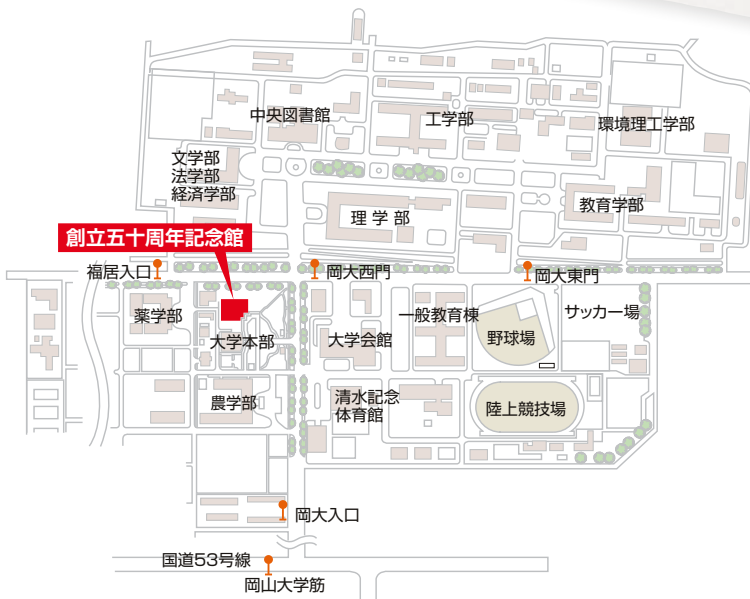 中央図書館
工学部
環境理工学部
文学部
法学部
経済学部
教育学部
理学部
創立五十周年記念館
福居入口
岡大西門
岡大東門
薬学部
大学本部
大学会館
一般教育棟
野球場
サッカー場
農学部
清水記念
体育館
陸上競技場
岡大入口
国道53号線
岡山大学筋